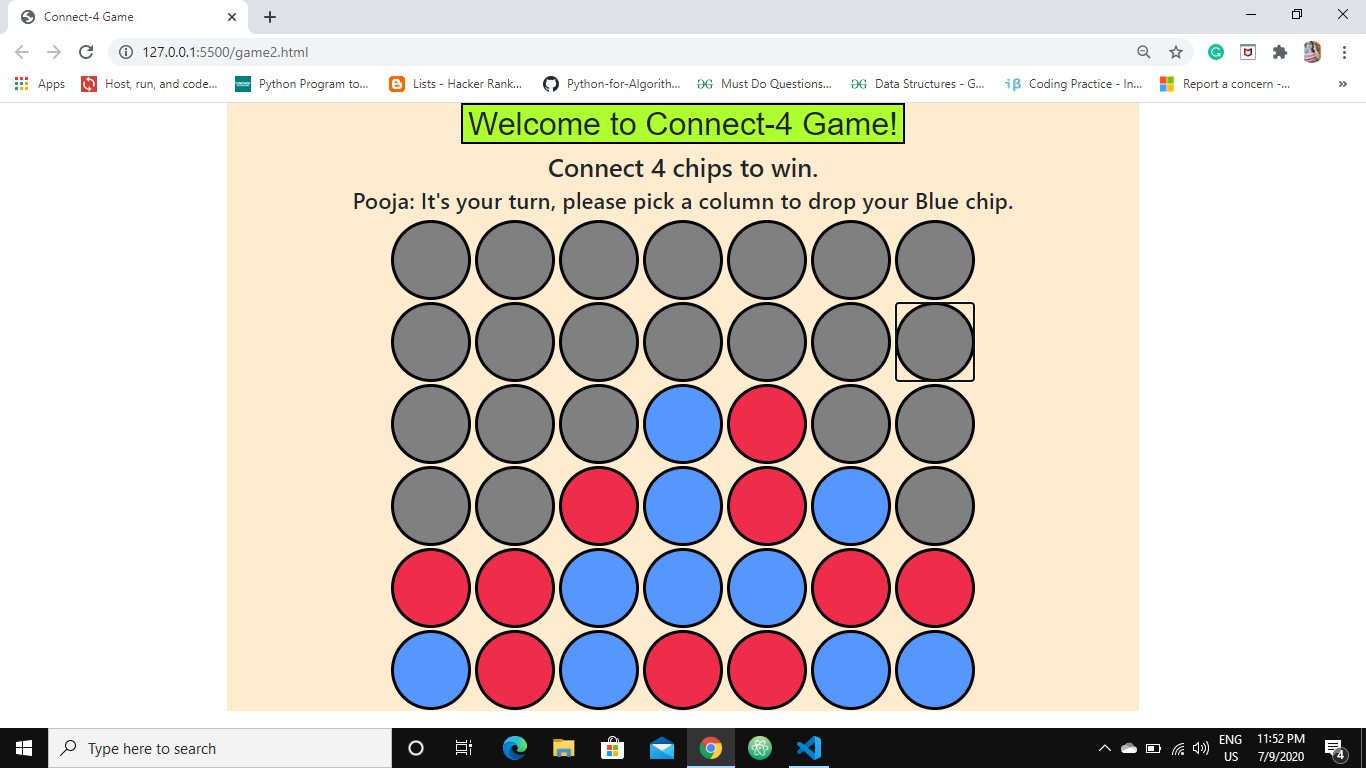 Connect-4 Game
127.0.0.1:5500/game2.html
Apps Host, run, and code... Python Program to... Lists - Hacker Rank... Python-for-Algorith... Must Do Questions... Data Structures - G... Coding Practice - In... Report a concern -... »
Welcome to Connect-4 Game!
Connect 4 chips to win.
Pooja: It's your turn, please pick a column to drop your Blue chip.
Type here to search
ENG 11:52 PM
US 7/9/2020 4